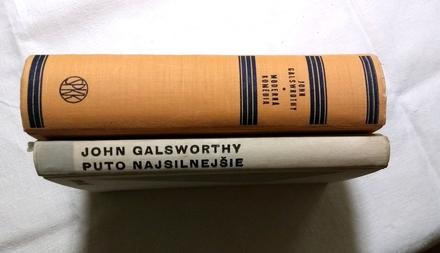 JOHN
GALSWORTHY
MODERNÁ
KOMÉDIA
JOHN GALSWORTHY
PUTO NAJSILNEJŠIE